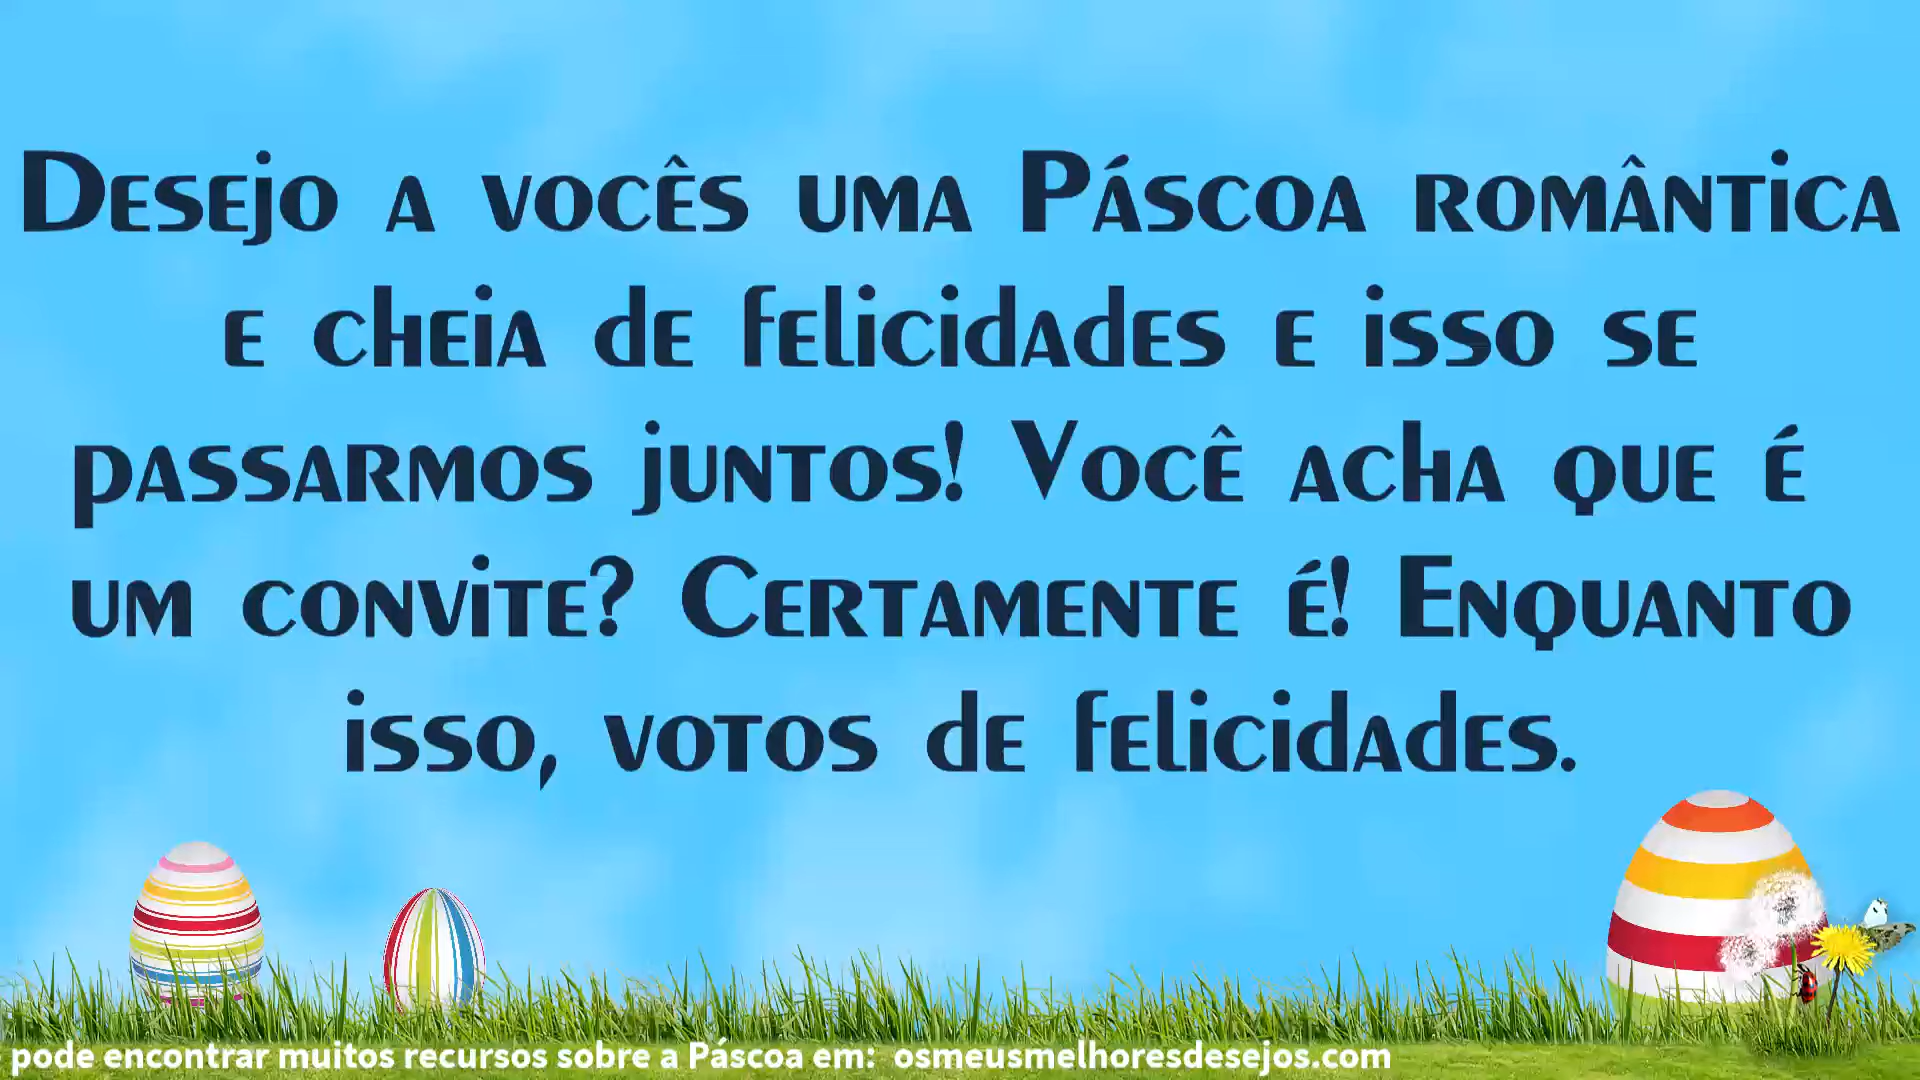 Desejo a vocês uma Páscoa romântica
e cheia de felicidades e isso se
passarmos juntos! Você acha que é
um convite? Certamente é! Enquanto
isso, votos de felicidades.
pode encontrar muitos recursos sobre a Páscoa em: osmeusmelhoresdesejos.com